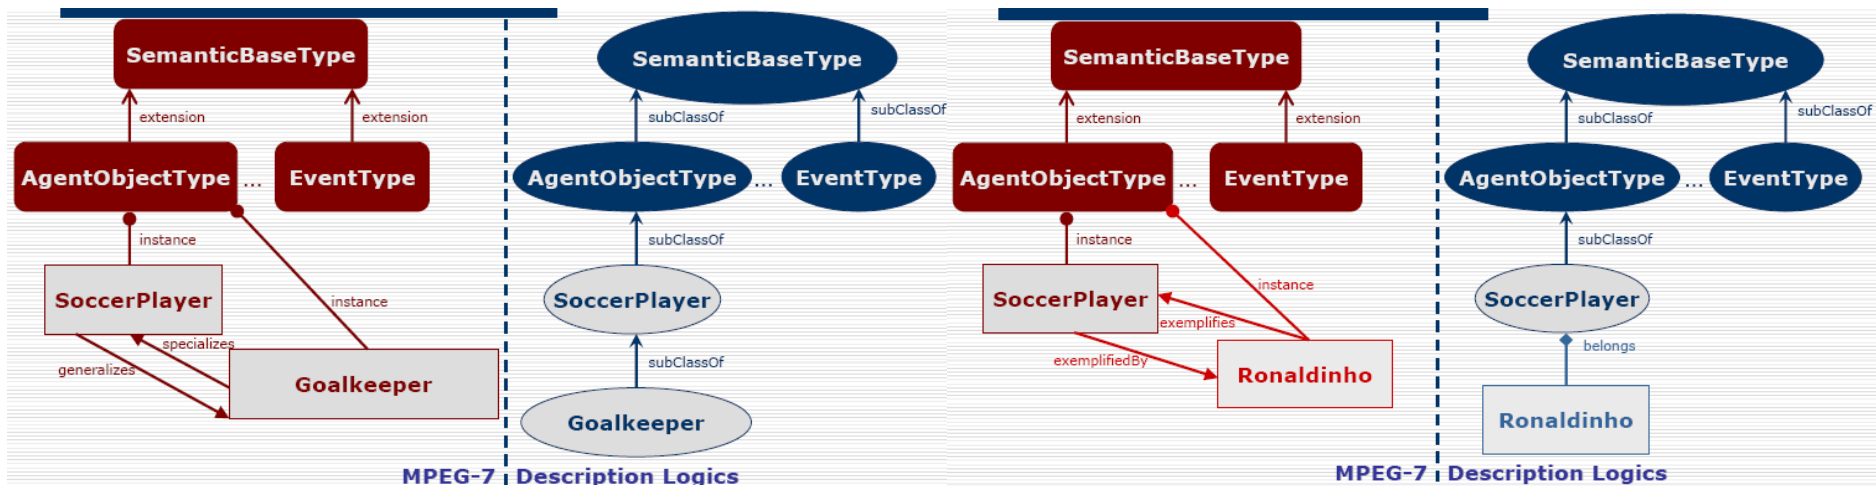 SemanticBaseType
extension
extension
AgentObjectType
...
EventType
instance
instance
SoccerPlayer
specializes
generalizes
Goalkeeper
MPEG-7
SemanticBaseType
subClassOf
subClassOf
AgentObjectType
...
EventType
subClassOf
SoccerPlayer
subClassOf
Goalkeeper
Description Logics
SemanticBaseType
extension
extension
AgentObjectType
...
EventType
instance
instance
SoccerPlayer
exemplifies
exemplifiedBy
Ronaldinho
MPEG-7
SemanticBaseType
subClassOf
subClassOf
AgentObjectType
...
EventType
subClassOf
SoccerPlayer
belongs
Ronaldinho
Description Logics